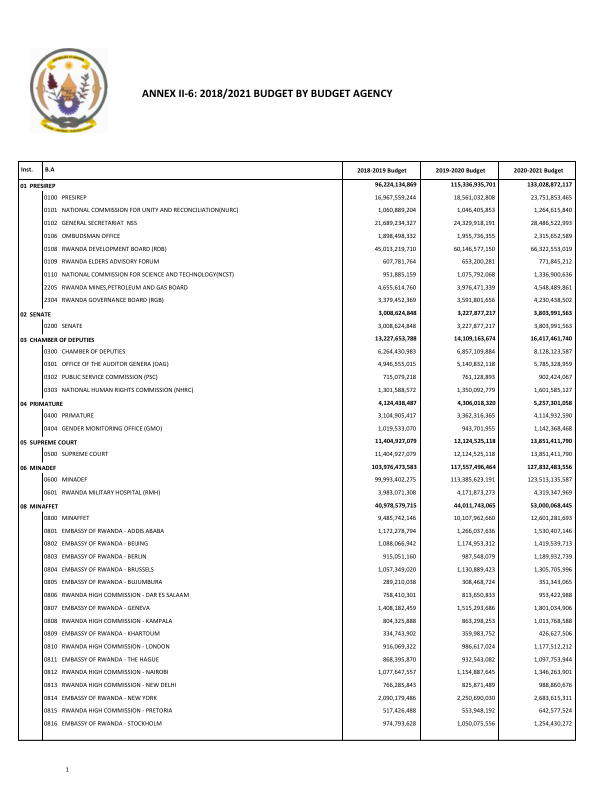 ANNEX II-6: 2018/2021 BUDGET BY BUDGET AGENCY
Inst. B.A 2018-2019 Budget 2019-2020 Budget 2020-2021 Budget
01 PRESIREP 96,224,134,869 115,336,935,701 133,028,872,117
0100 PRESIREP 16,967,559,244 18,561,032,808 23,751,853,465
0101 NATIONAL COMMISSION FOR UNITY AND RECONCILIATION(NURC) 1,060,889,204 1,046,405,853 1,264,615,840
0102 GENERAL SECRETARIAT NSS 21,689,234,327 24,329,918,191 28,486,522,993
0106 OMBUDSMAN OFFICE 1,898,498,332 1,955,736,355 2,315,652,589
0108 RWANDA DEVELOPMENT BOARD (RDB) 45,013,219,710 60,146,577,150 66,322,553,019
0109 RWANDA ELDERS ADVISORY FORUM 607,781,764 653,200,281 771,845,212
0110 NATIONAL COMMISSION FOR SCIENCE AND TECHNOLOGY(NCST) 951,885,159 1,075,792,068 1,336,900,636
2205 RWANDA MINES,PETROLEUM AND GAS BOARD 4,655,614,760 3,976,471,339 4,548,489,861
2304 RWANDA GOVERNANCE BOARD (RGB) 3,379,452,369 3,591,801,656 4,230,438,502
02 SENATE 3,008,624,848 3,227,877,217 3,803,991,563
0200 SENATE 3,008,624,848 3,227,877,217 3,803,991,563
03 CHAMBER OF DEPUTIES 13,227,653,788 14,109,163,674 16,417,461,740
0300 CHAMBER OF DEPUTIES 6,264,430,983 6,857,109,884 8,128,123,587
0301 OFFICE OF THE AUDITOR GENERA (OAG) 4,946,555,015 5,140,832,118 5,785,328,959
0302 PUBLIC SERVICE COMMISSION (PSC) 715,079,218 761,128,893 902,424,067
0303 NATIONAL HUMAN RIGHTS COMMISSION (NHRC) 1,301,588,572 1,350,092,779 1,601,585,127
04 PRIMATURE 4,124,438,487 4,306,018,320 5,257,301,058
0400 PRIMATURE 3,104,905,417 3,362,316,365 4,114,932,590
0404 GENDER MONITORING OFFICE (GMO) 1,019,533,070 943,701,955 1,142,368,468
05 SUPREME COURT 11,404,927,079 12,124,525,118 13,851,411,790
0500 SUPREME COURT 11,404,927,079 12,124,525,118 13,851,411,790
06 MINADEF 103,976,473,583 117,557,496,464 127,832,483,556
0600 MINADEF 99,993,402,275 113,385,623,191 123,513,135,587
0601 RWANDA MILITARY HOSPITAL (RMH) 3,983,071,308 4,171,873,273 4,319,347,969
08 MINAFFET 40,978,579,715 44,011,743,065 53,000,068,445
0800 MINAFFET 9,485,742,146 10,107,962,660 12,601,281,693
0801 EMBASSY OF RWANDA - ADDIS ABABA 1,172,278,794 1,266,037,636 1,530,407,146
0802 EMBASSY OF RWANDA - BEIJING 1,088,066,942 1,174,953,312 1,419,539,713
0803 EMBASSY OF RWANDA - BERLIN 915,051,160 987,548,079 1,189,932,739
0804 EMBASSY OF RWANDA - BRUSSELS 1,057,349,020 1,130,889,423 1,305,705,996
0805 EMBASSY OF RWANDA - BUJUMBURA 289,210,038 308,468,724 351,343,065
0806 RWANDA HIGH COMMISSION - DAR ES SALAAM 758,410,301 813,650,833 953,422,988
0807 EMBASSY OF RWANDA - GENEVA 1,408,182,459 1,515,293,686 1,801,034,906
0808 RWANDA HIGH COMMISSION - KAMPALA 804,325,888 863,298,253 1,013,768,588
0809 EMBASSY OF RWANDA - KHARTOUM 334,743,902 359,983,752 426,627,506
0810 RWANDA HIGH COMMISSION - LONDON 916,069,322 986,617,024 1,177,512,212
0811 EMBASSY OF RWANDA - THE HAGUE 868,395,870 932,543,082 1,097,753,944
0812 RWANDA HIGH COMMISSION - NAIROBI 1,077,647,557 1,154,887,645 1,346,263,901
0813 RWANDA HIGH COMMISSION - NEW DELHI 766,285,843 825,871,489 988,860,676
0814 EMBASSY OF RWANDA - NEW YORK 2,090,179,486 2,250,690,030 2,683,615,311
0815 RWANDA HIGH COMMISSION - PRETORIA 517,426,488 553,948,192 642,577,524
0816 EMBASSY OF RWANDA - STOCKHOLM 974,793,628 1,050,075,556 1,254,430,272
1